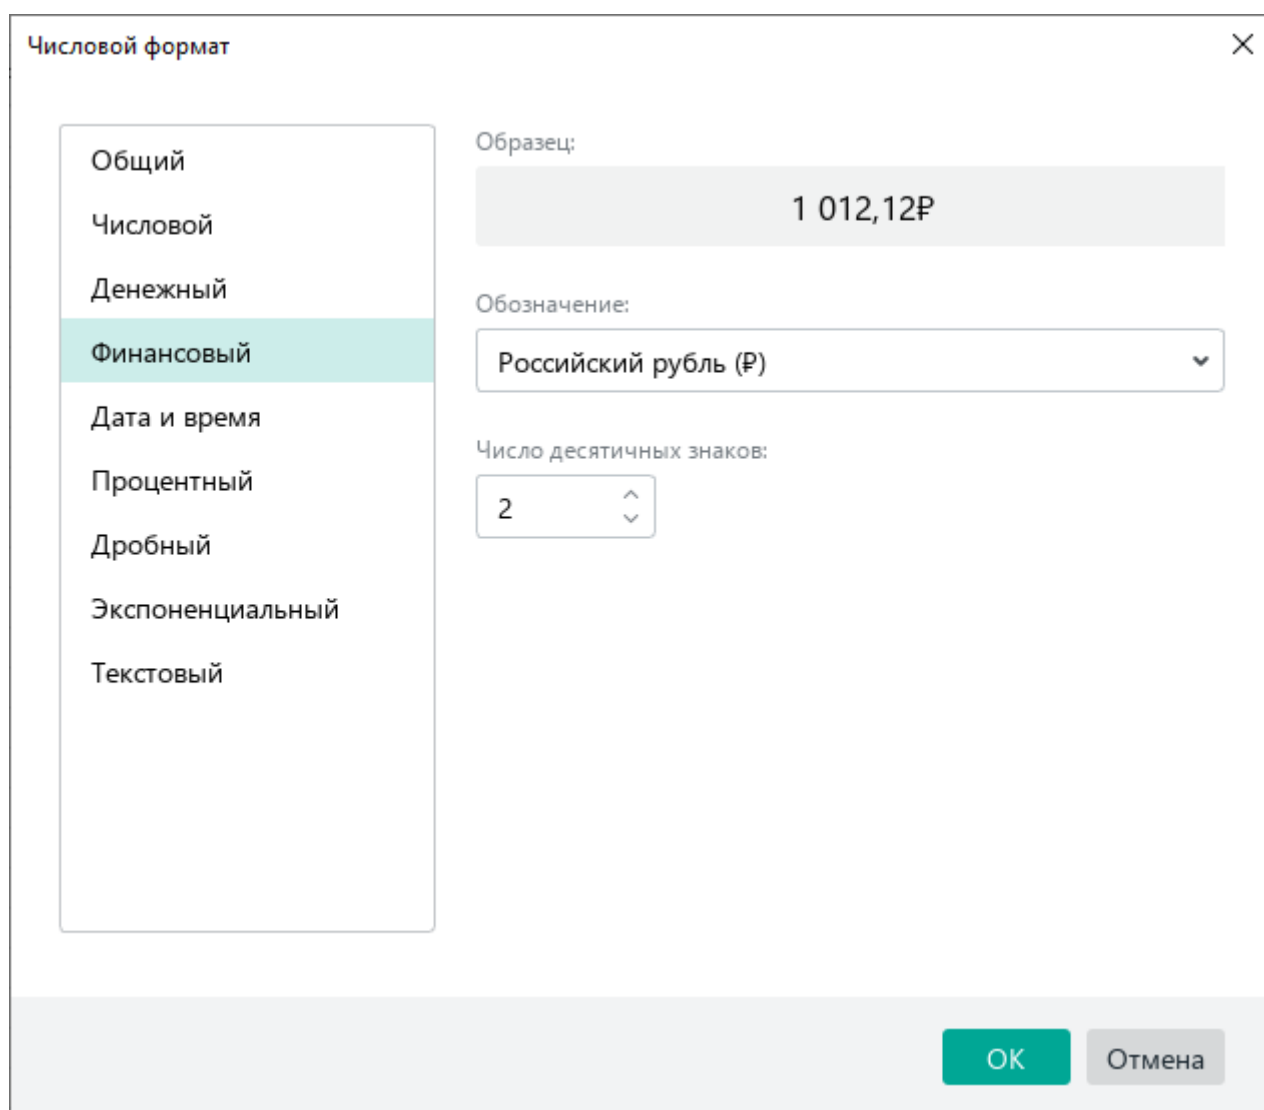 Числовой формат
Общий
Числовой
Денежный
Финансовый
Дата и время
Процентный
Дробный
Экспоненциальный
Текстовый
Образец:
1 012,12₽
Обозначение:
Российский рубль (₽)
Число десятичных знаков:
2
ОК
Отмена